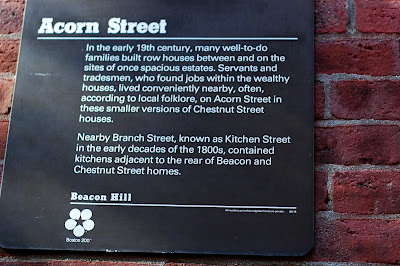 Acorn Street
In the early 19th century, many well-to-do
families built row houses between and on the
sites of once spacious estates. Servants and
tradesmen, who found jobs within the wealthy
houses, lived conveniently nearby, often,
according to local folklore, on Acorn Street in
these smaller versions of Chestnut Street
houses.
Nearby Branch Street, known as Kitchen Street
in the early decades of the 1800s, contained
kitchens adjacent to the rear of Beacon and
Chestnut Street homes.
Beacon Hill
Boston 200